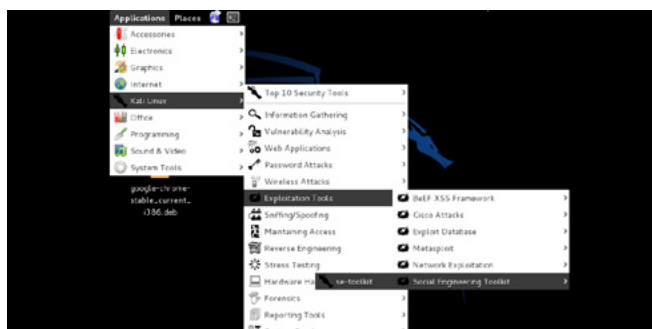 Applications Places
Accessories
Electronics
Graphics
Internet
Kali Linux
Office
Programming
Sound & Video
System Tools
google-chrome-
stable_current_
i386.deb
Top 10 Security Tools
Information Gathering
Vulnerability Analysis
Web Applications
Password Attacks
Wireless Attacks
Exploitation Tools
Sniffing/Spoofing
Maintaining Access
Reverse Engineering
Stress Testing
Hardware
Forensics
Reporting Tools
BeEF XSS Framework
Cisco Attacks
Exploit Database
Metasploit
Network Exploitation
Social Engineering Toolkit
se-toolkit